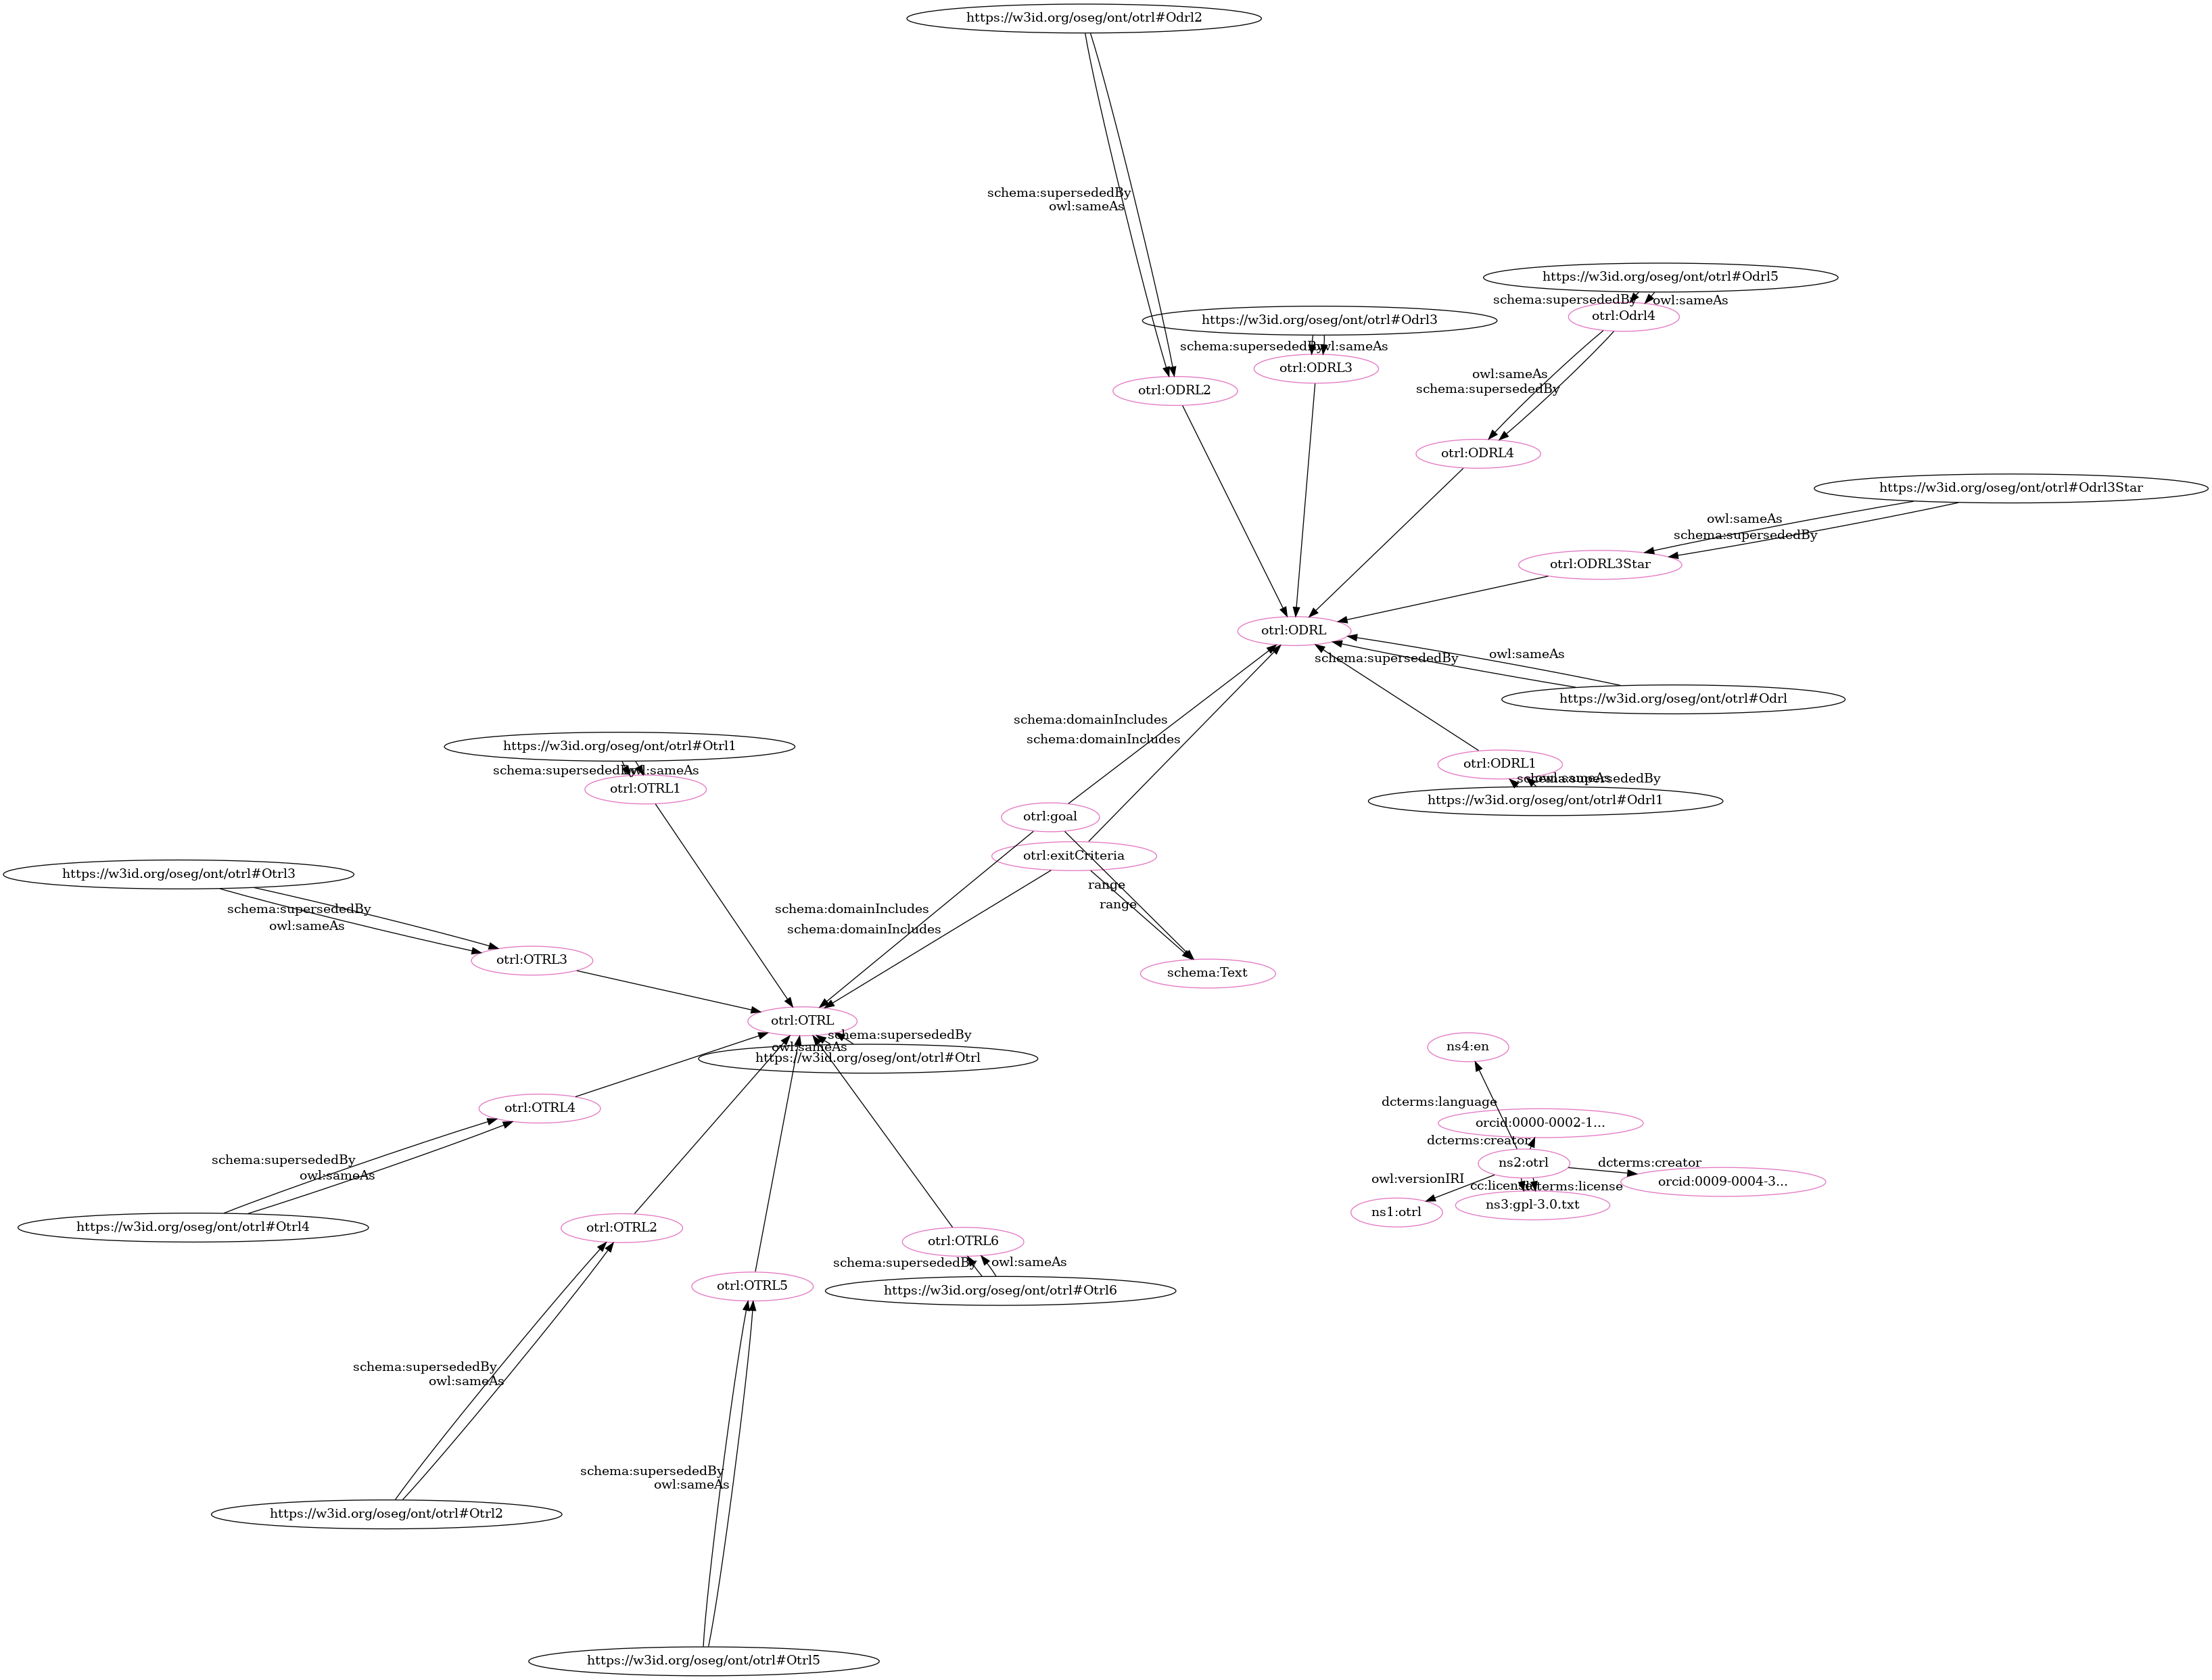 https://w3id.org/oseg/ont/otrl#Odrl2
schema:supersededBy
owl:sameAs
https://w3id.org/oseg/ont/otrl#Odrl5
schema:supersededBy
owl:sameAs
otrl:Odrl4
https://w3id.org/oseg/ont/otrl#Odrl3
schema:supersededBy
owl:sameAs
otrl:ODRL3
otrl:ODRL2
owl:sameAs
schema:supersededBy
otrl:ODRL4
https://w3id.org/oseg/ont/otrl#Odrl3Star
owl:sameAs
schema:supersededBy
otrl:ODRL3Star
otrl:ODRL
owl:sameAs
schema:supersededBy
https://w3id.org/oseg/ont/otrl#Odrl
schema:domainIncludes
schema:domainIncludes
https://w3id.org/oseg/ont/otrl#Otrl1
schema:supersededBy
owl:sameAs
otrl:OTRL1
otrl:ODRL1
owl:sameAs
schema:supersededBy
https://w3id.org/oseg/ont/otrl#Odrl1
otrl:goal
otrl:exitCriteria
https://w3id.org/oseg/ont/otrl#Otrl3
range
range
schema:supersededBy
owl:sameAs
schema:domainIncludes
schema:domainIncludes
otrl:OTRL3
schema:Text
otrl:OTRL
schema:supersededBy
owl:sameAs
https://w3id.org/oseg/ont/otrl#Otrl
ns4:en
dcterms:language
otrl:OTRL4
orcid:0000-0002-1...
dcterms:creator
schema:supersededBy
owl:sameAs
ns2:otrl
dcterms:creator
owl:versionIRI
cc:license
dcterms:license
orcid:0009-0004-3...
ns3:gpl-3.0.txt
ns1:otrl
https://w3id.org/oseg/ont/otrl#Otrl4
otrl:OTRL2
otrl:OTRL6
schema:supersededBy
owl:sameAs
otrl:OTRL5
https://w3id.org/oseg/ont/otrl#Otrl6
schema:supersededBy
owl:sameAs
schema:supersededBy
owl:sameAs
https://w3id.org/oseg/ont/otrl#Otrl2
https://w3id.org/oseg/ont/otrl#Otrl5